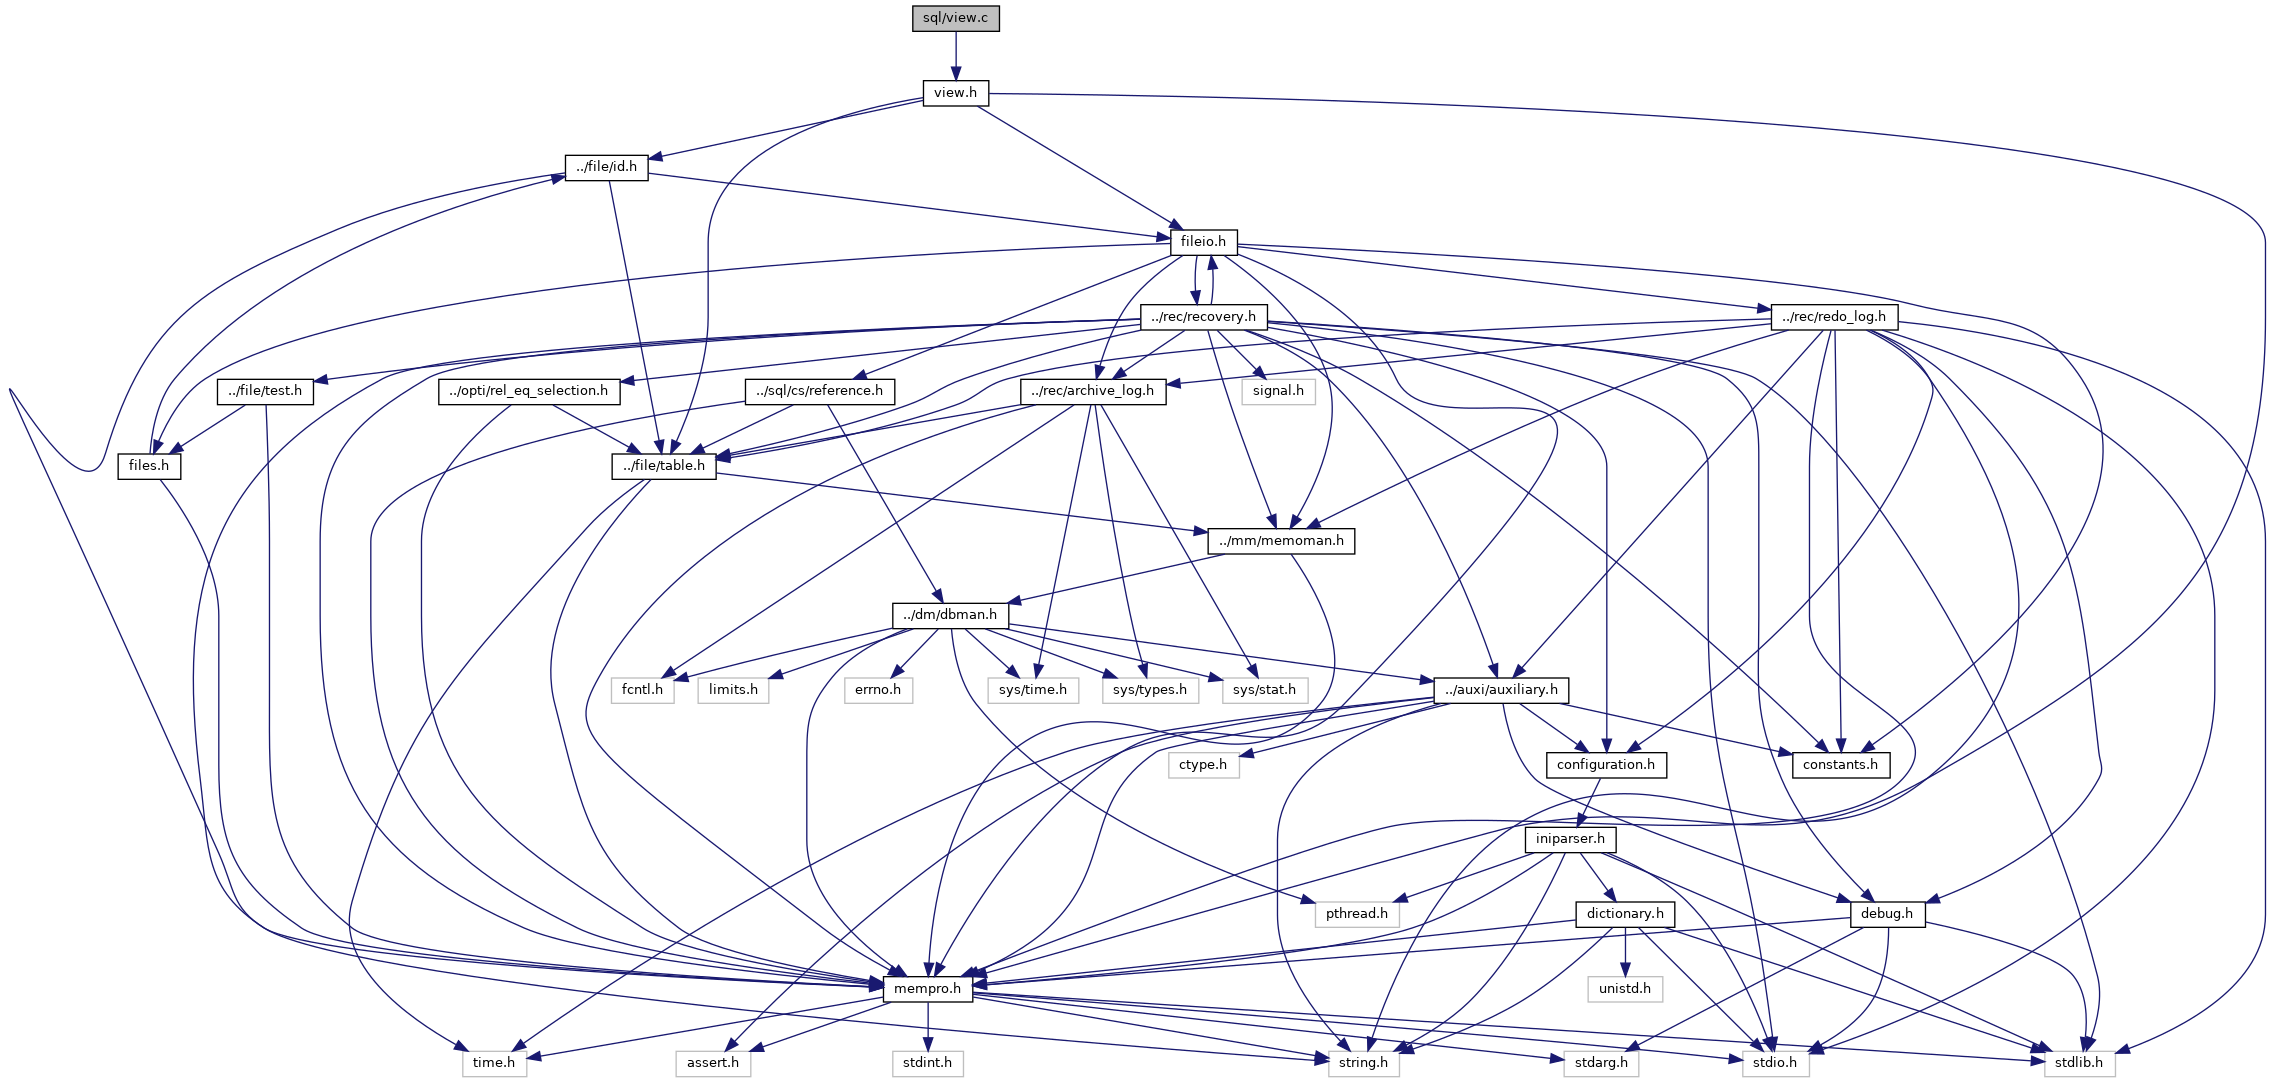 sql/view.c
view.h
../file/id.h
fileio.h
../rec/recovery.h
../rec/redo_log.h
../file/test.h
../opti/rel_eq_selection.h
../sql/cs/reference.h
../rec/archive_log.h
signal.h
files.h
../file/table.h
../mm/memoman.h
../dm/dbman.h
fcntl.h
limits.h
errno.h
sys/time.h
sys/types.h
sys/stat.h
../auxi/auxiliary.h
ctype.h
configuration.h
constants.h
iniparser.h
pthread.h
dictionary.h
debug.h
mempro.h
unistd.h
time.h
assert.h
stdint.h
string.h
stdarg.h
stdio.h
stdlib.h